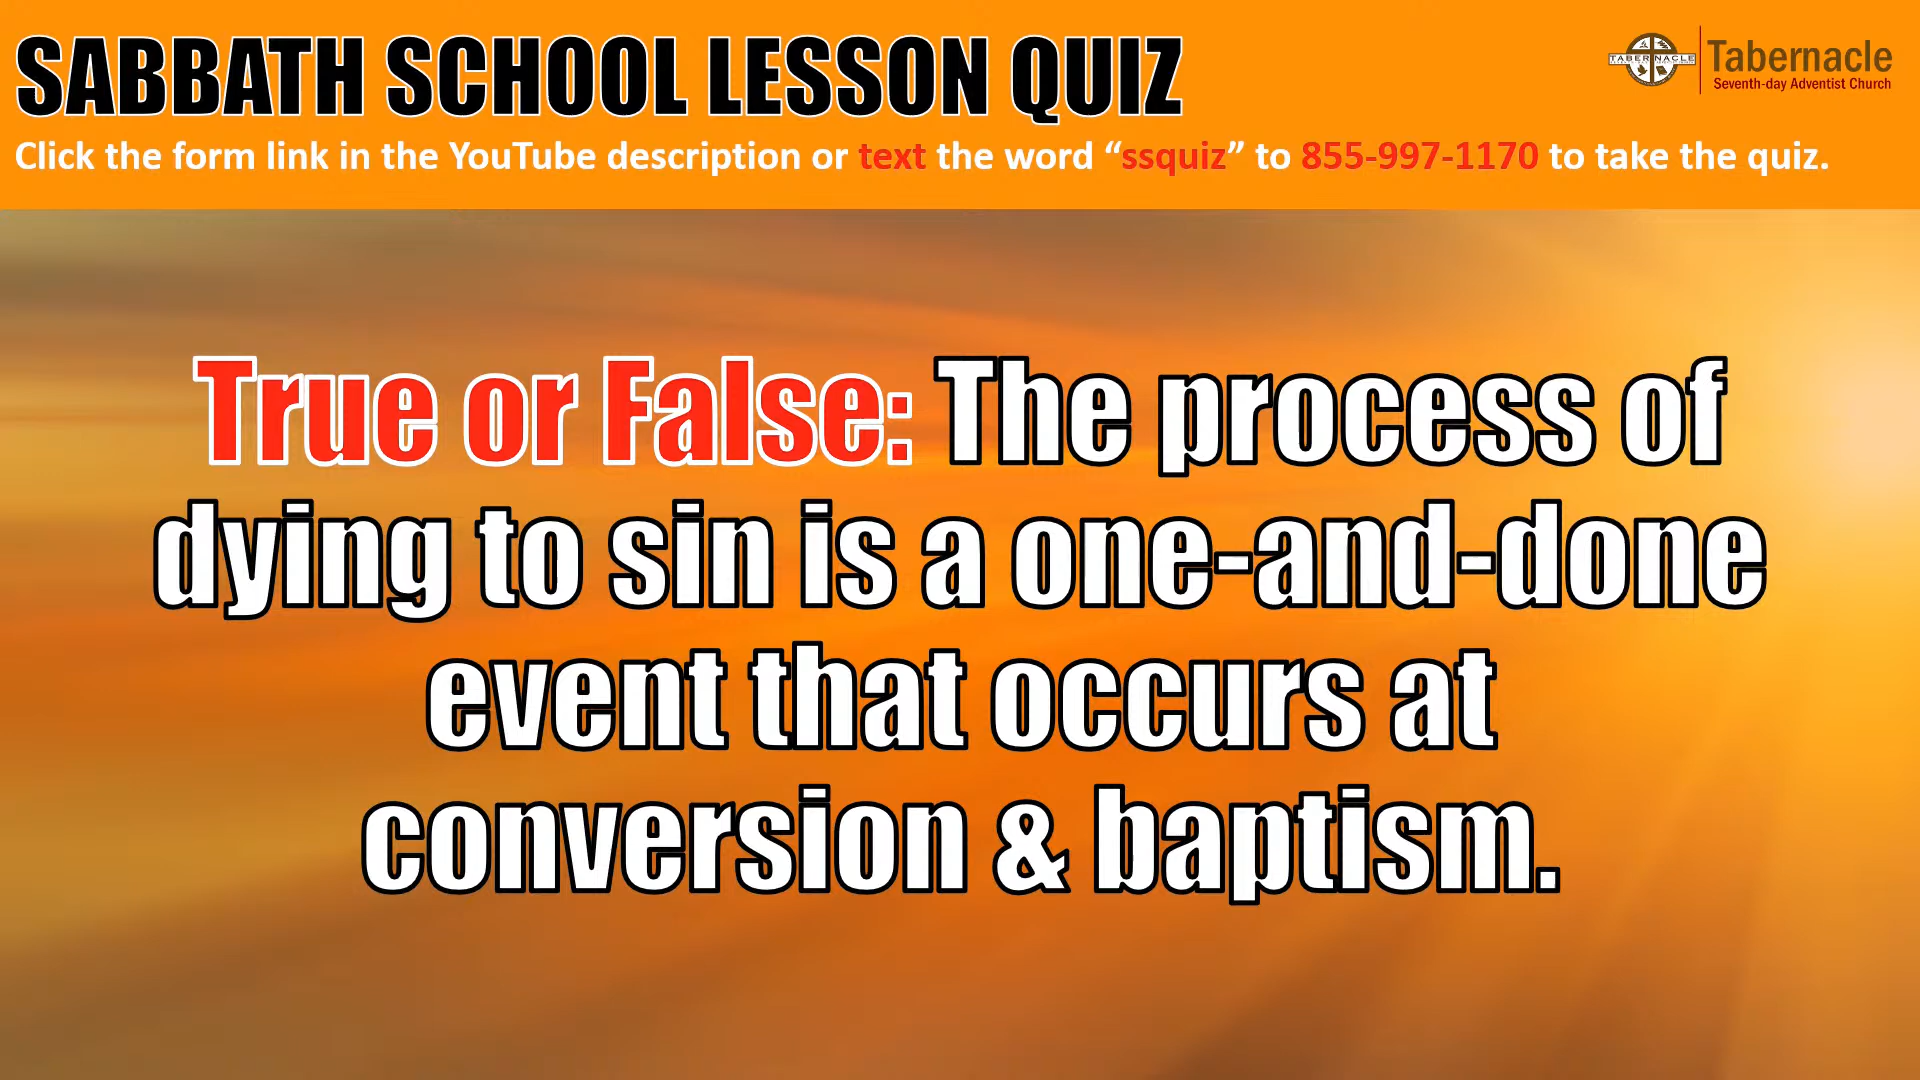 SABBATH SCHOOL LESSON QUIZ
TABERNACLE
Tabernacle
Seventh-day Adventist Church
Click the form link in the YouTube description or text the word “ssquiz” to 855-997-1170 to take the quiz.
True or False: The process of
dying to sin is a one-and-done
event that occurs at
conversion & baptism.